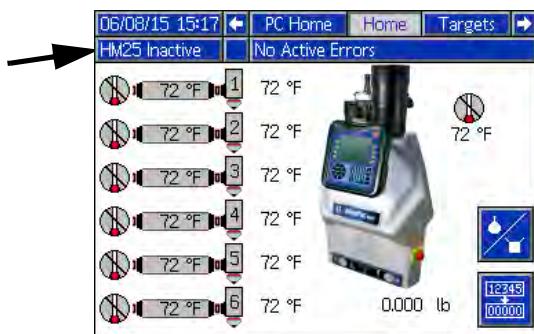 06/08/15 15:17 PC Home Home Targets
HM25 Inactive No Active Errors
72 °F 1 72 °F
72 °F
72 °F 2 72 °F
72 °F 3 72 °F
72 °F 4 72 °F
72 °F 5 72 °F
72 °F 6 72 °F
0.000 lb
12345
00000